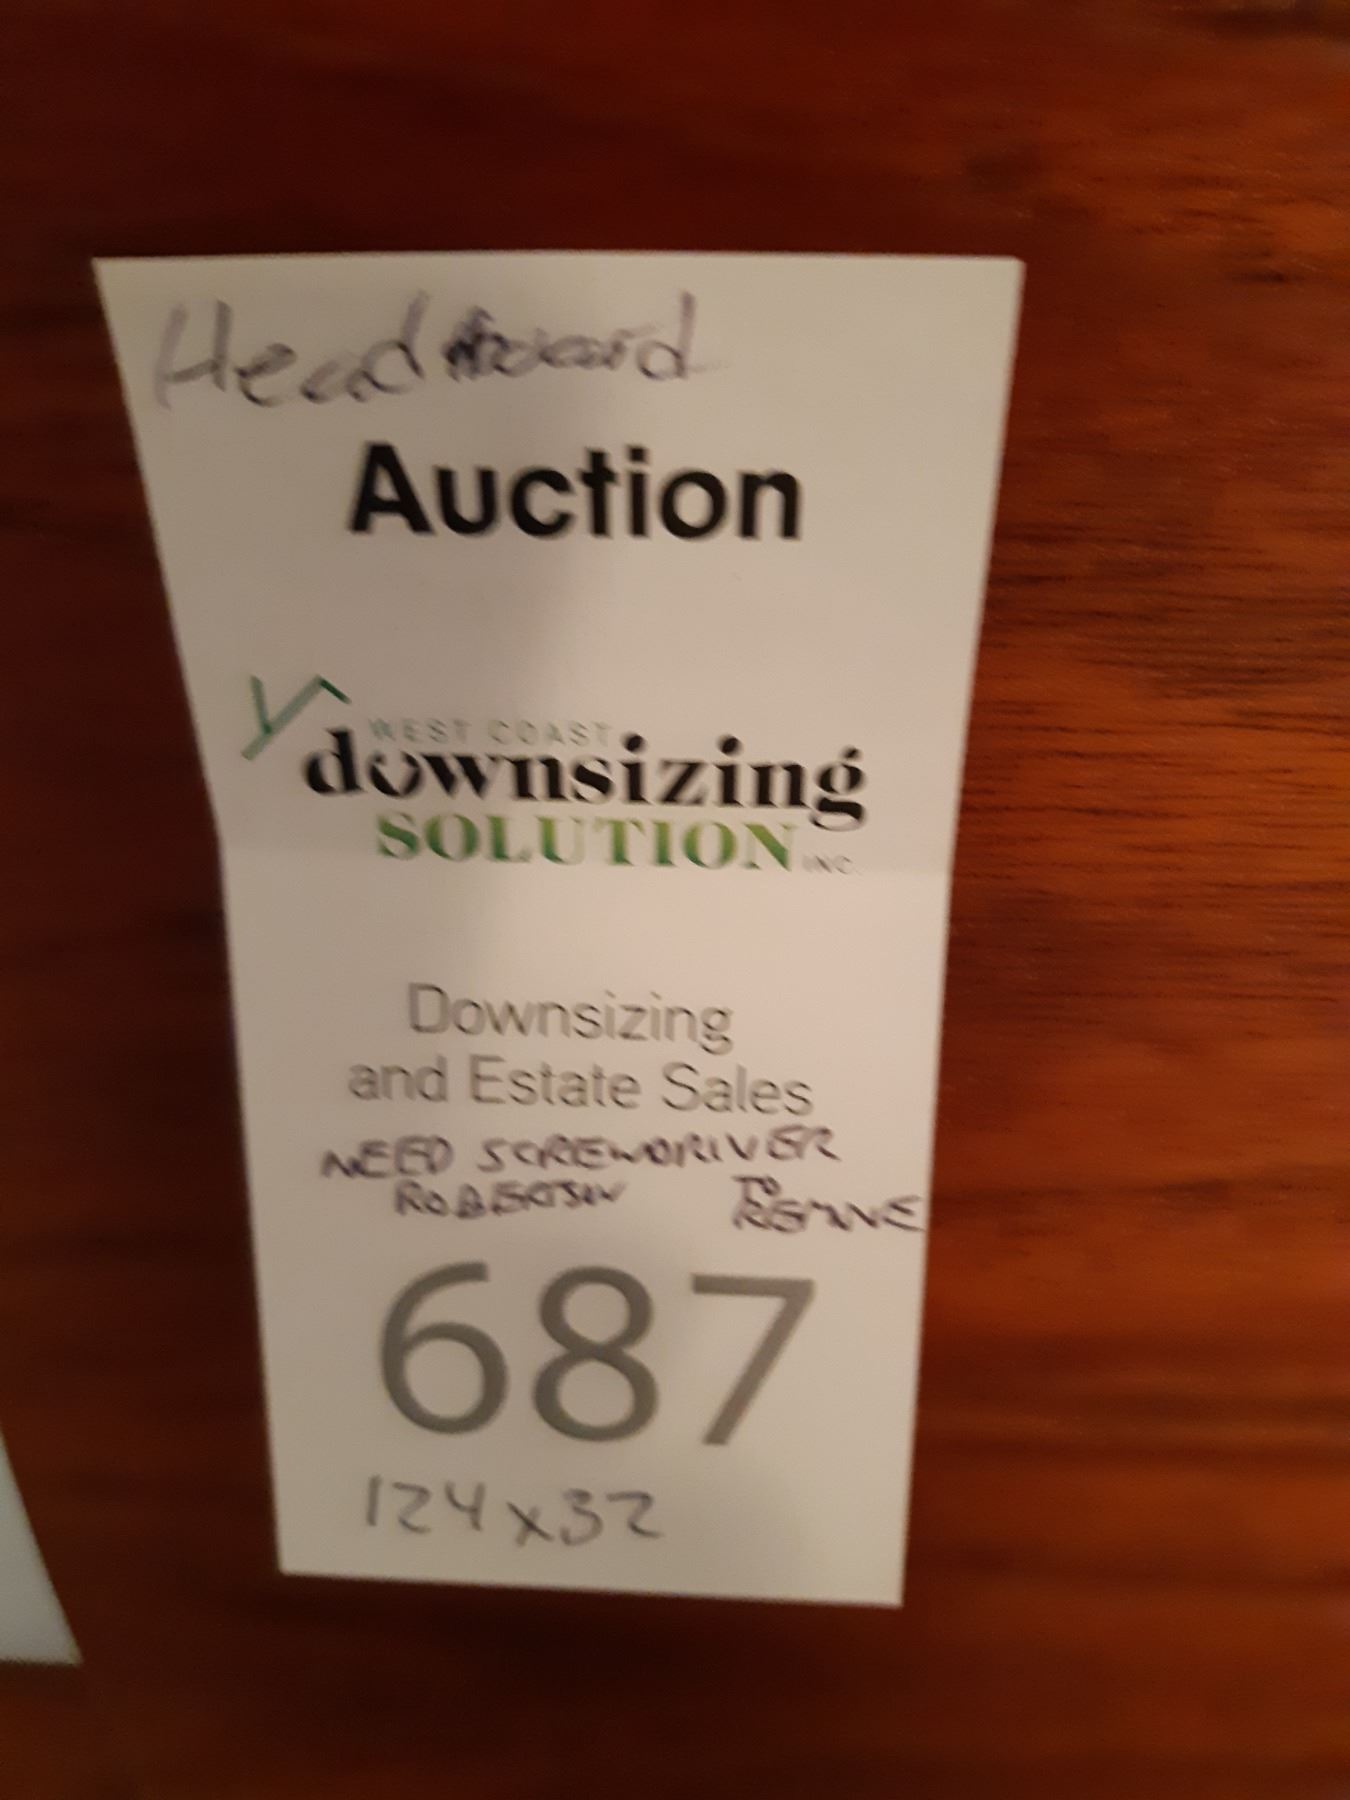 Headboard
Auction
WEST COAST
downsizing
SOLUTION INC.
Downsizing
and Estate Sales
NEED SCREWDRIVER
ROBERTSON TO REMOVE
687
124x32